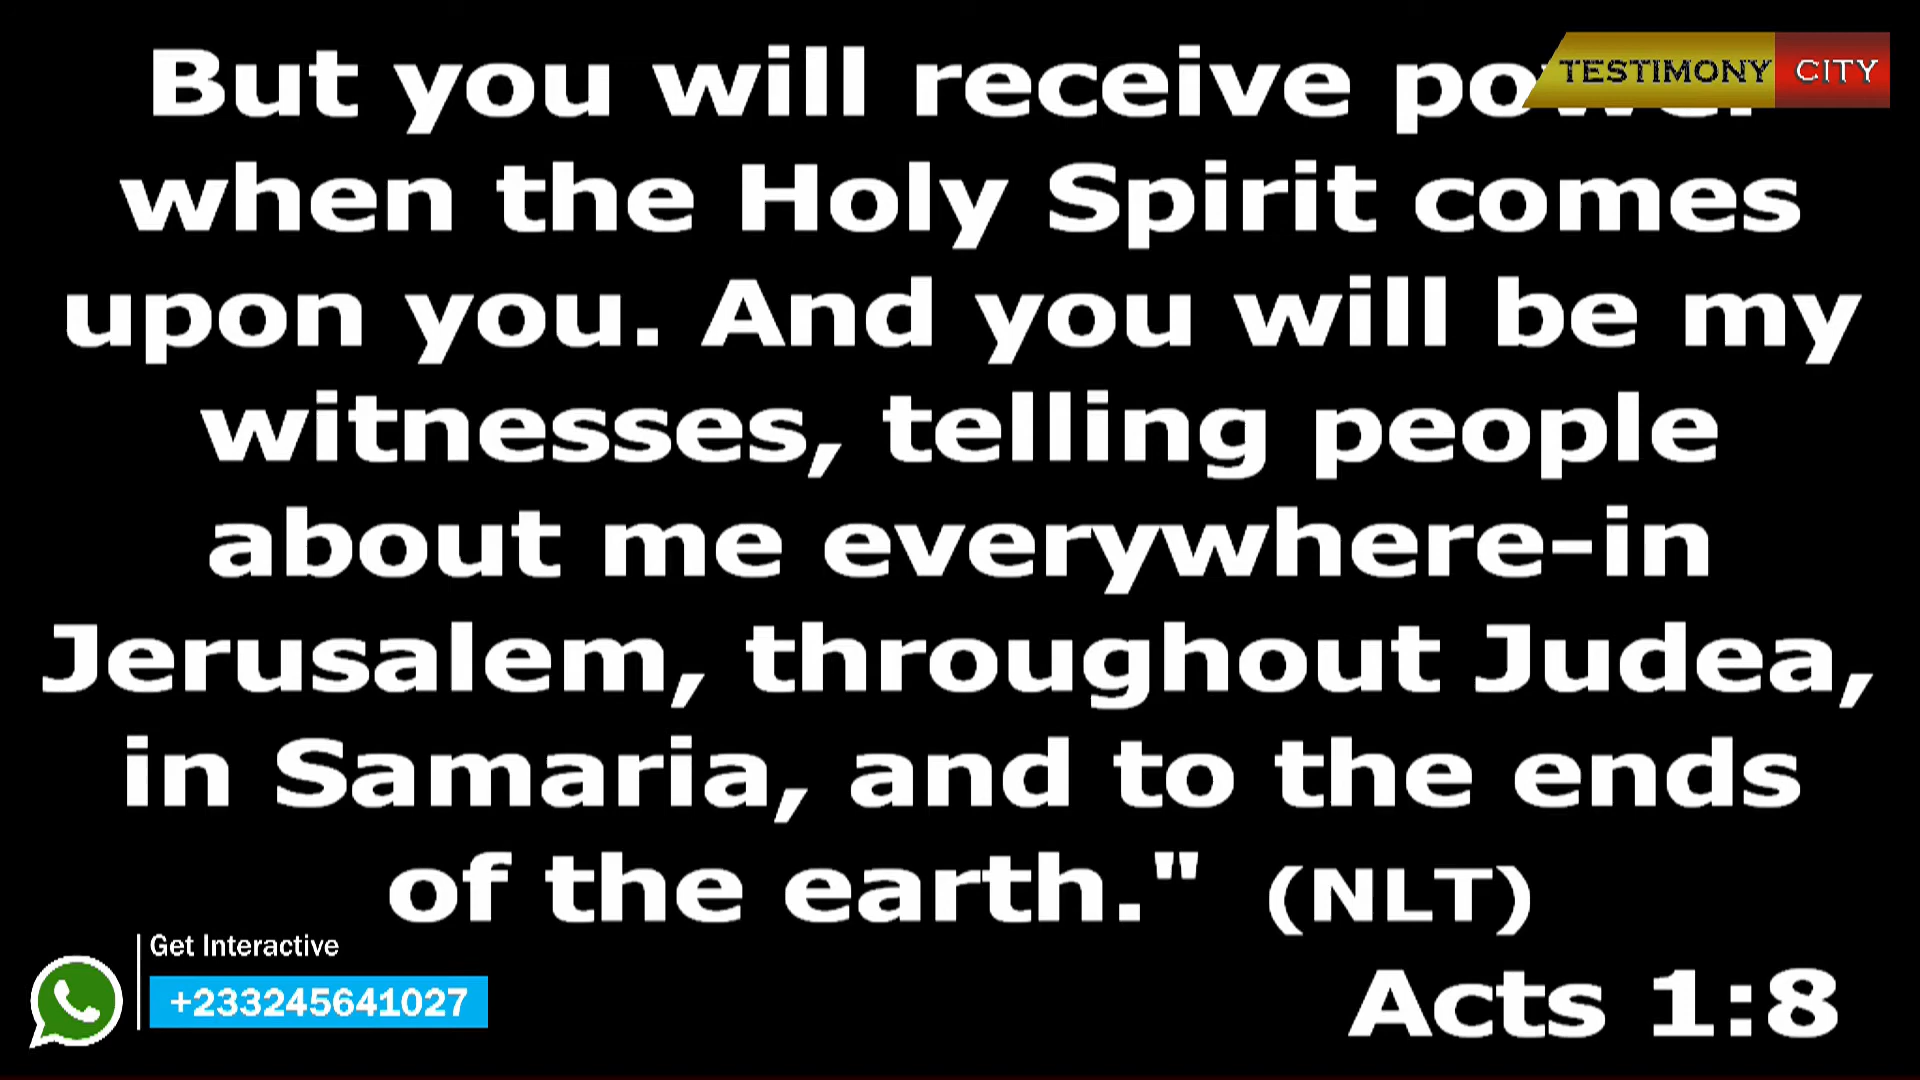 But you will receive power
TESTIMONY CITY
when the Holy Spirit comes
upon you. And you will be my
witnesses, telling people
about me everywhere-in
Jerusalem, throughout Judea,
in Samaria, and to the ends
of the earth." (NLT)
Get Interactive
+233245641027
Acts 1:8